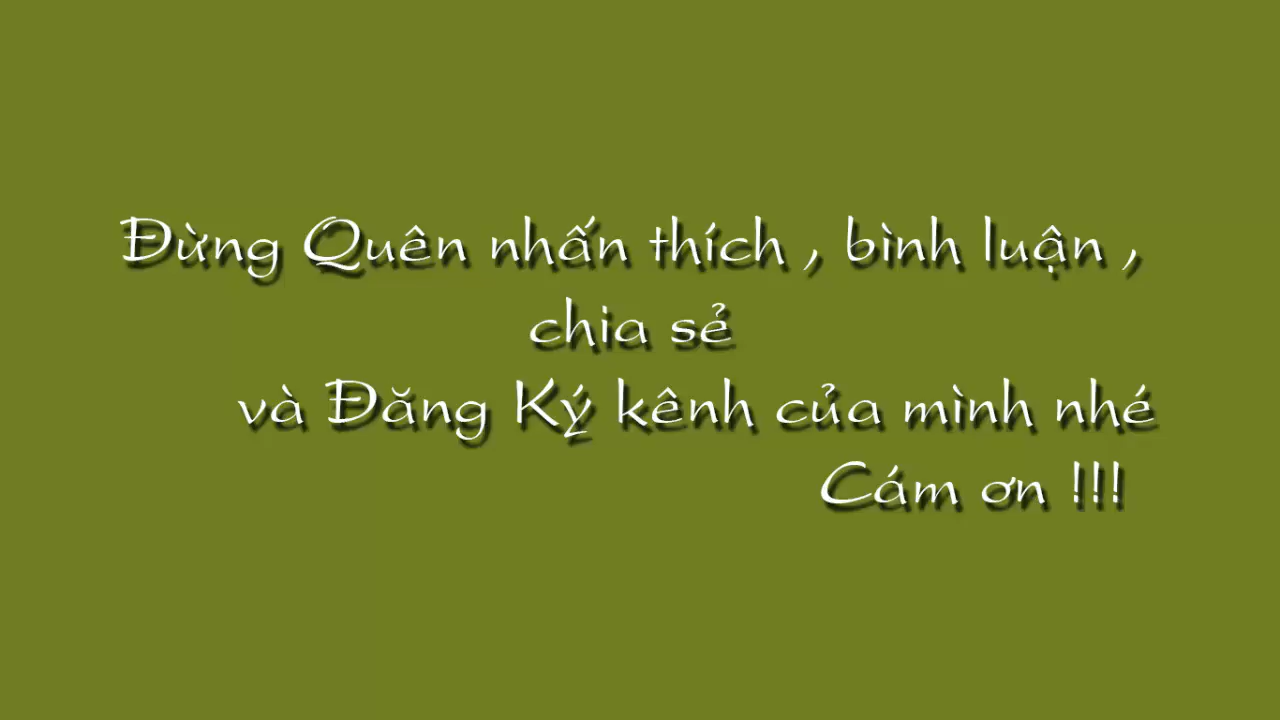 Đừng Quên nhấn thích , bình luận ,
chia sẻ
và Đăng Ký kênh của mình nhé
Cám ơn !!!